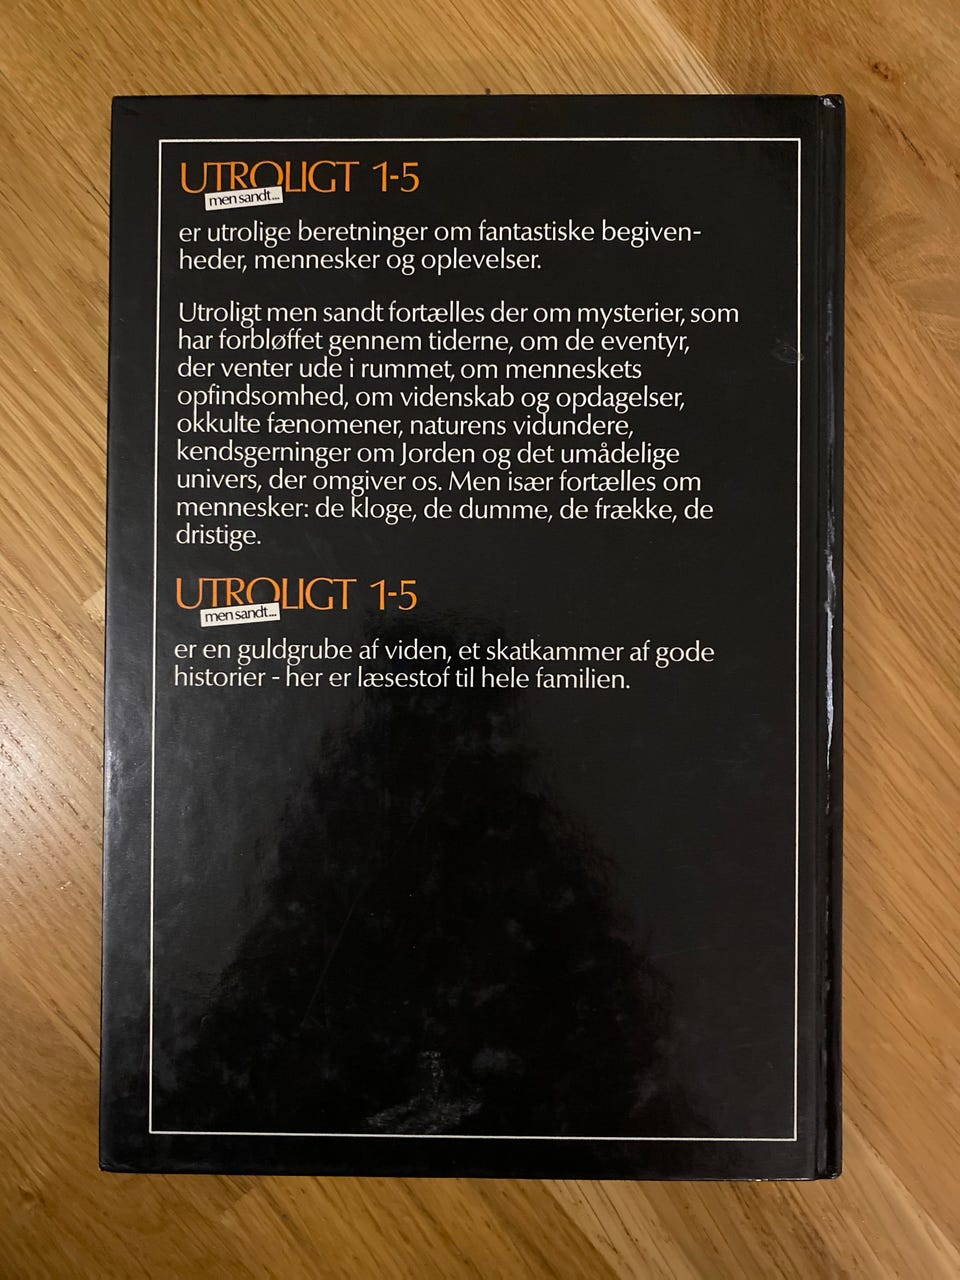 UTROLIGT 1-5
men sandt...
er utrolige beretninger om fantastiske begiven-
heder, mennesker og oplevelser.
Utroligt men sandt fortælles der om mysterier, som
har forbløffet gennem tiderne, om de eventyr,
der venter ude i rummet, om menneskets
opfindsomhed, om videnskab og opdagelser,
okkulte fænomener, naturens vidundere,
kendsgerninger om Jorden og det umådelige
univers, der omgiver os. Men især fortælles om
mennesker: de kloge, de dumme, de frække, de
dristige.
UTROLIGT 1-5
men sandt...
er en guldgrube af viden, et skatkammer af gode
historier - her er læsestof til hele familien.